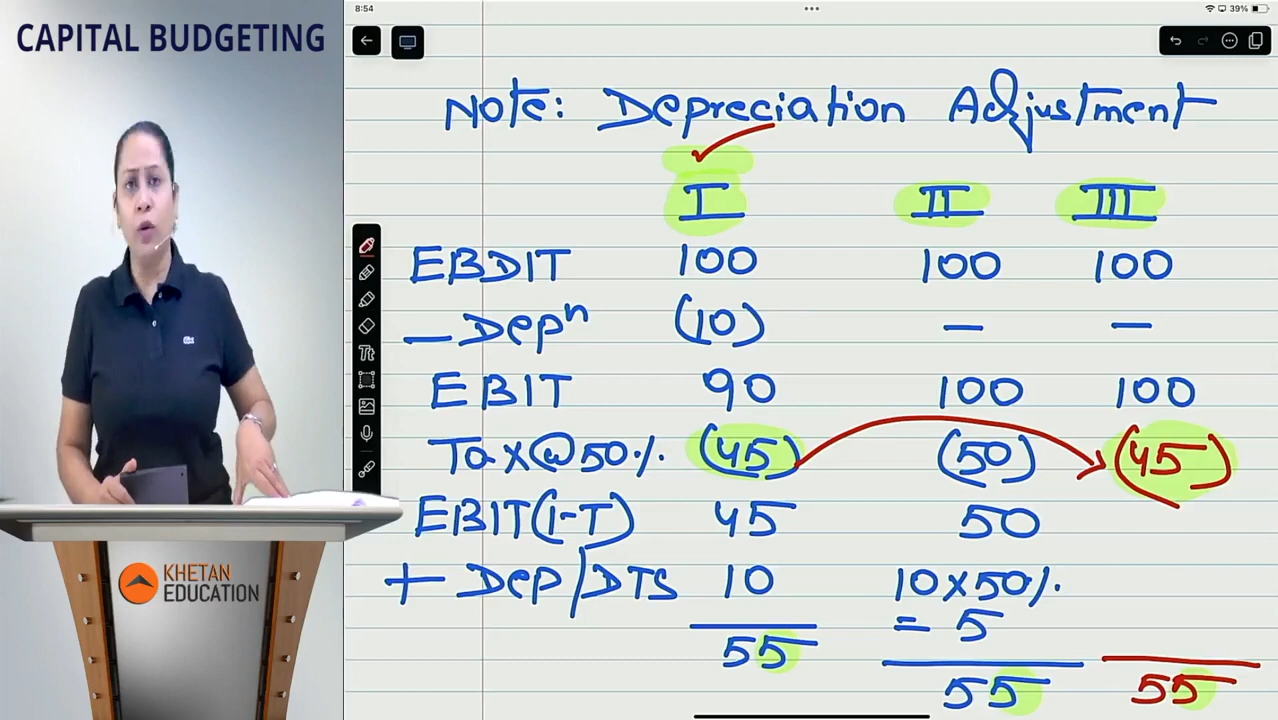 CAPITAL BUDGETING
8:54
39%
Note: Depreciation Adjustment
I II III
EBDIT 100 100 100
- Depⁿ (10) - -
EBIT 90 100 100
Tax@50% (45) (50) (45)
EBIT(1-T) 45 50
+ Dep/DTS 10 10x50%
= 5
55 55 55
Tt
KHETAN
EDUCATION